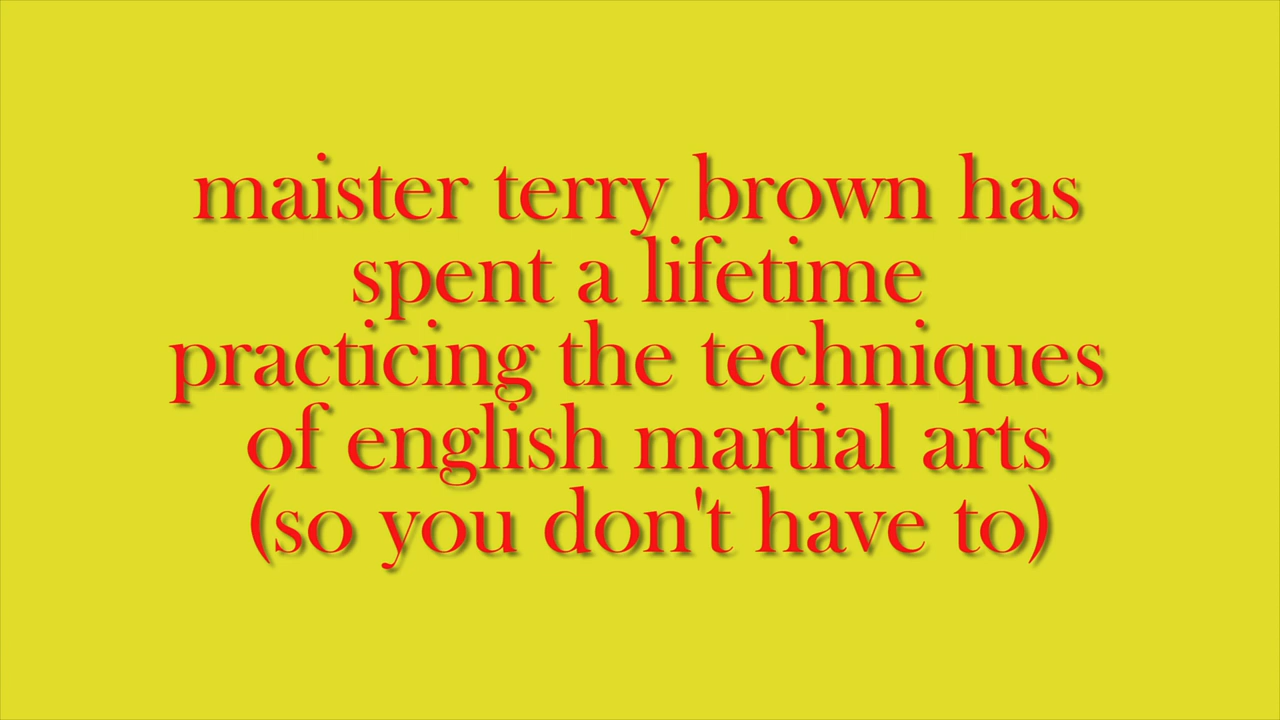 maister terry brown has
spent a lifetime
practicing the techniques
of english martial arts
(so you don't have to)